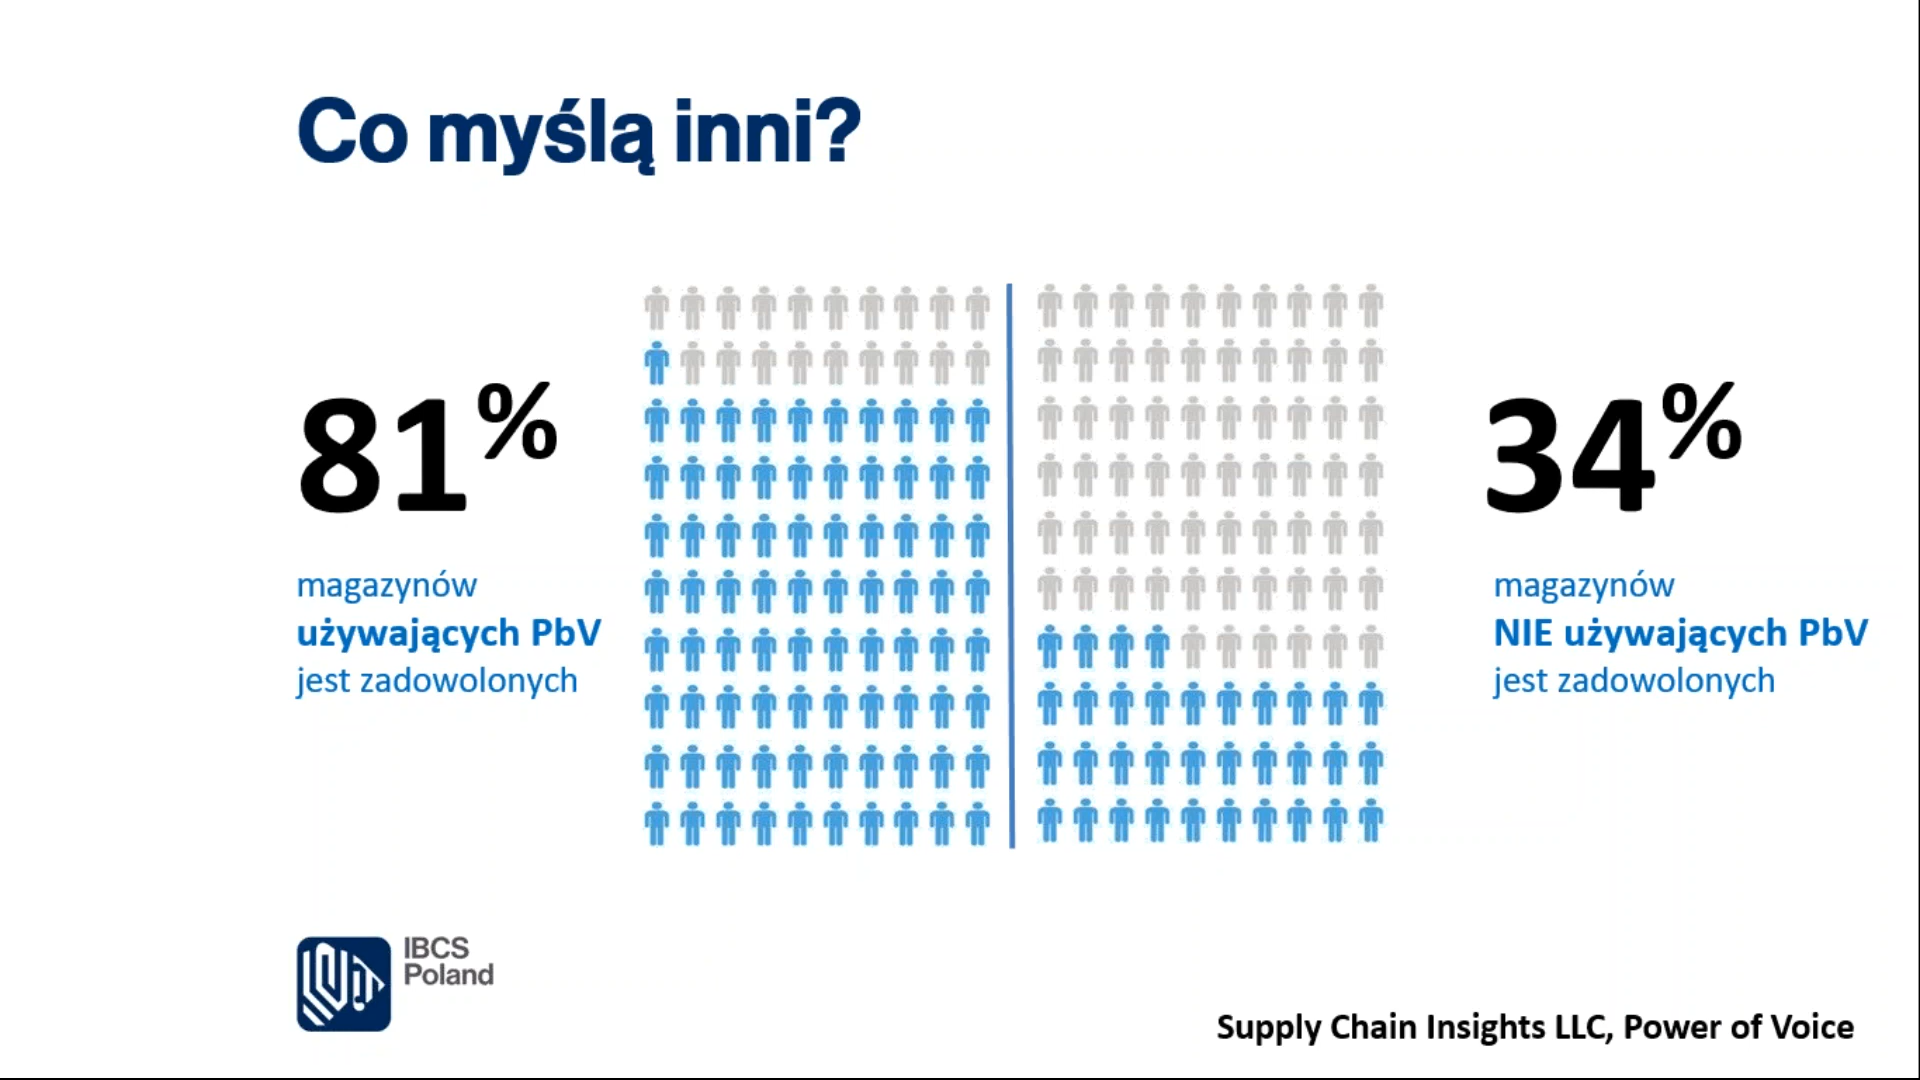 Co myślą inni?
81%
magazynów
używających PbV
jest zadowolonych
34%
magazynów
NIE używających PbV
jest zadowolonych
IBCS
Poland
Supply Chain Insights LLC, Power of Voice